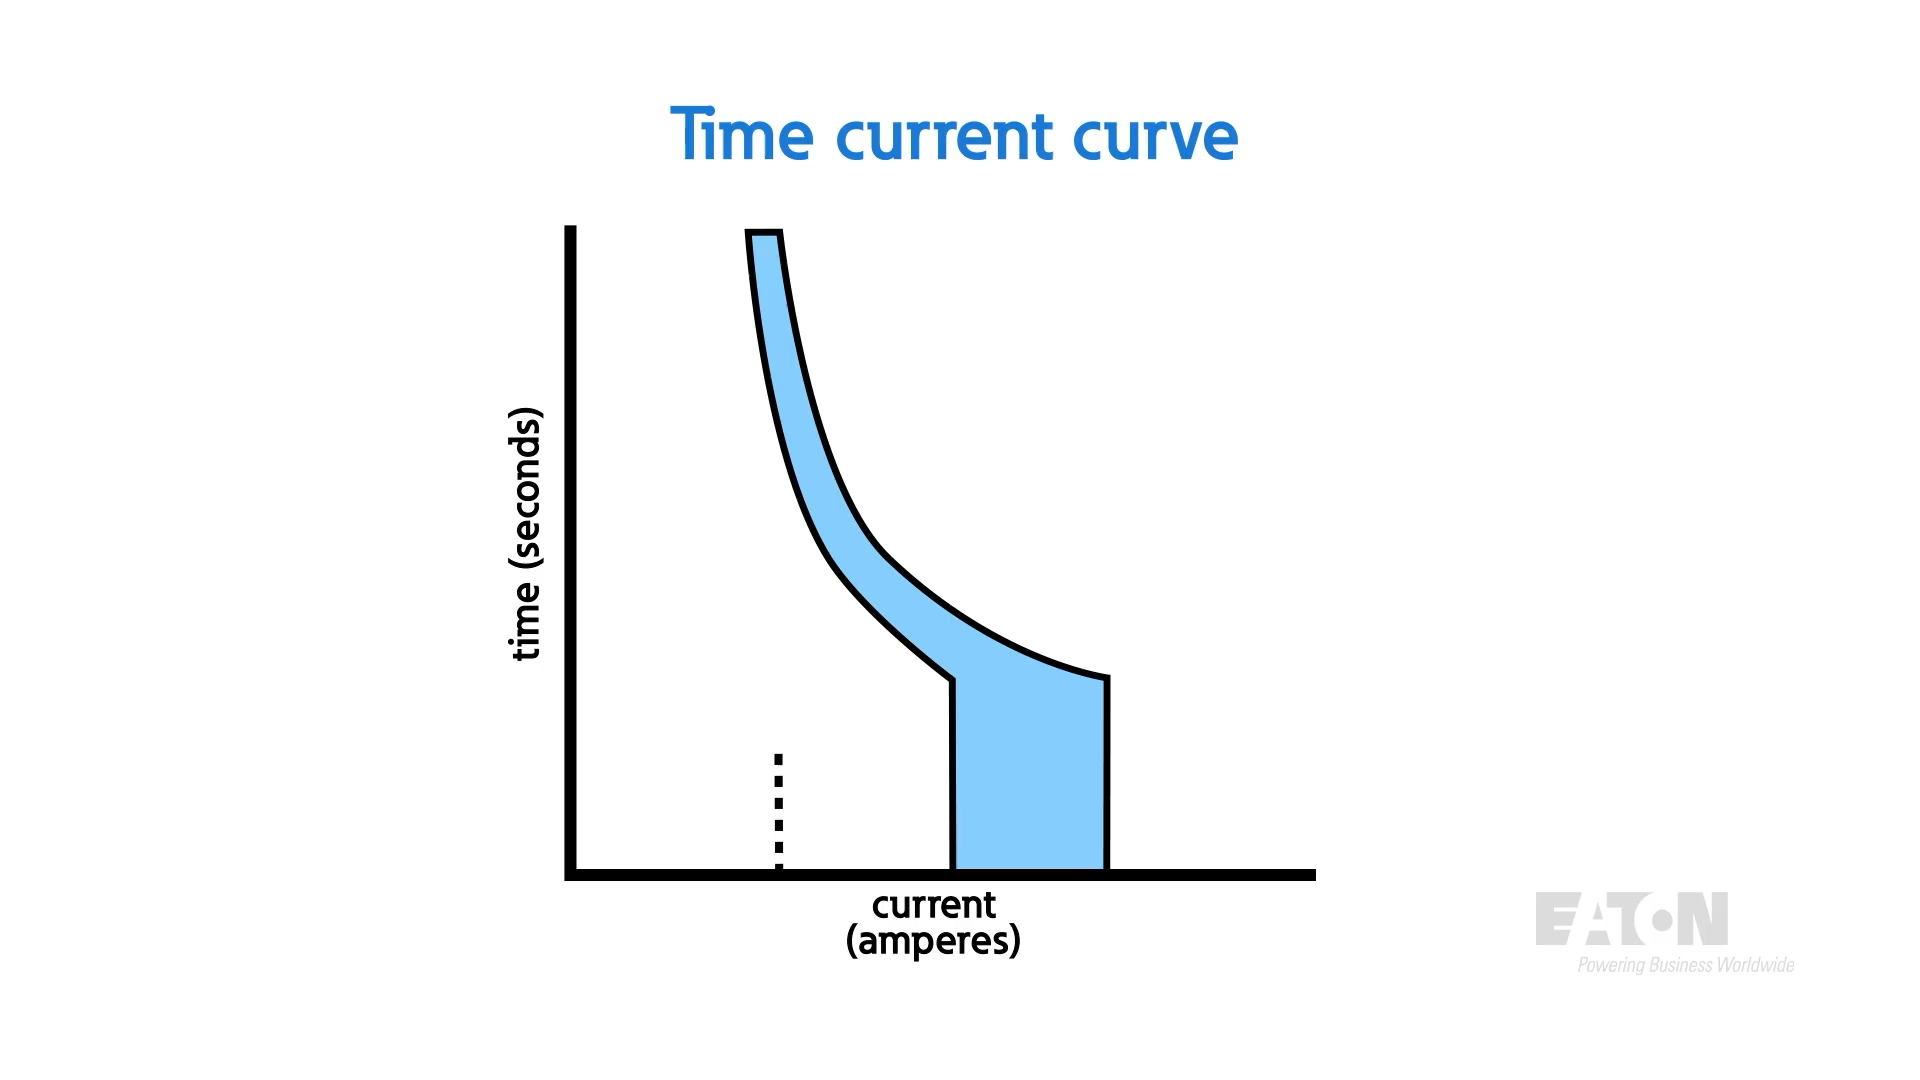 Time current curve
time (seconds)
current
(amperes)
EATON
Powering Business Worldwide